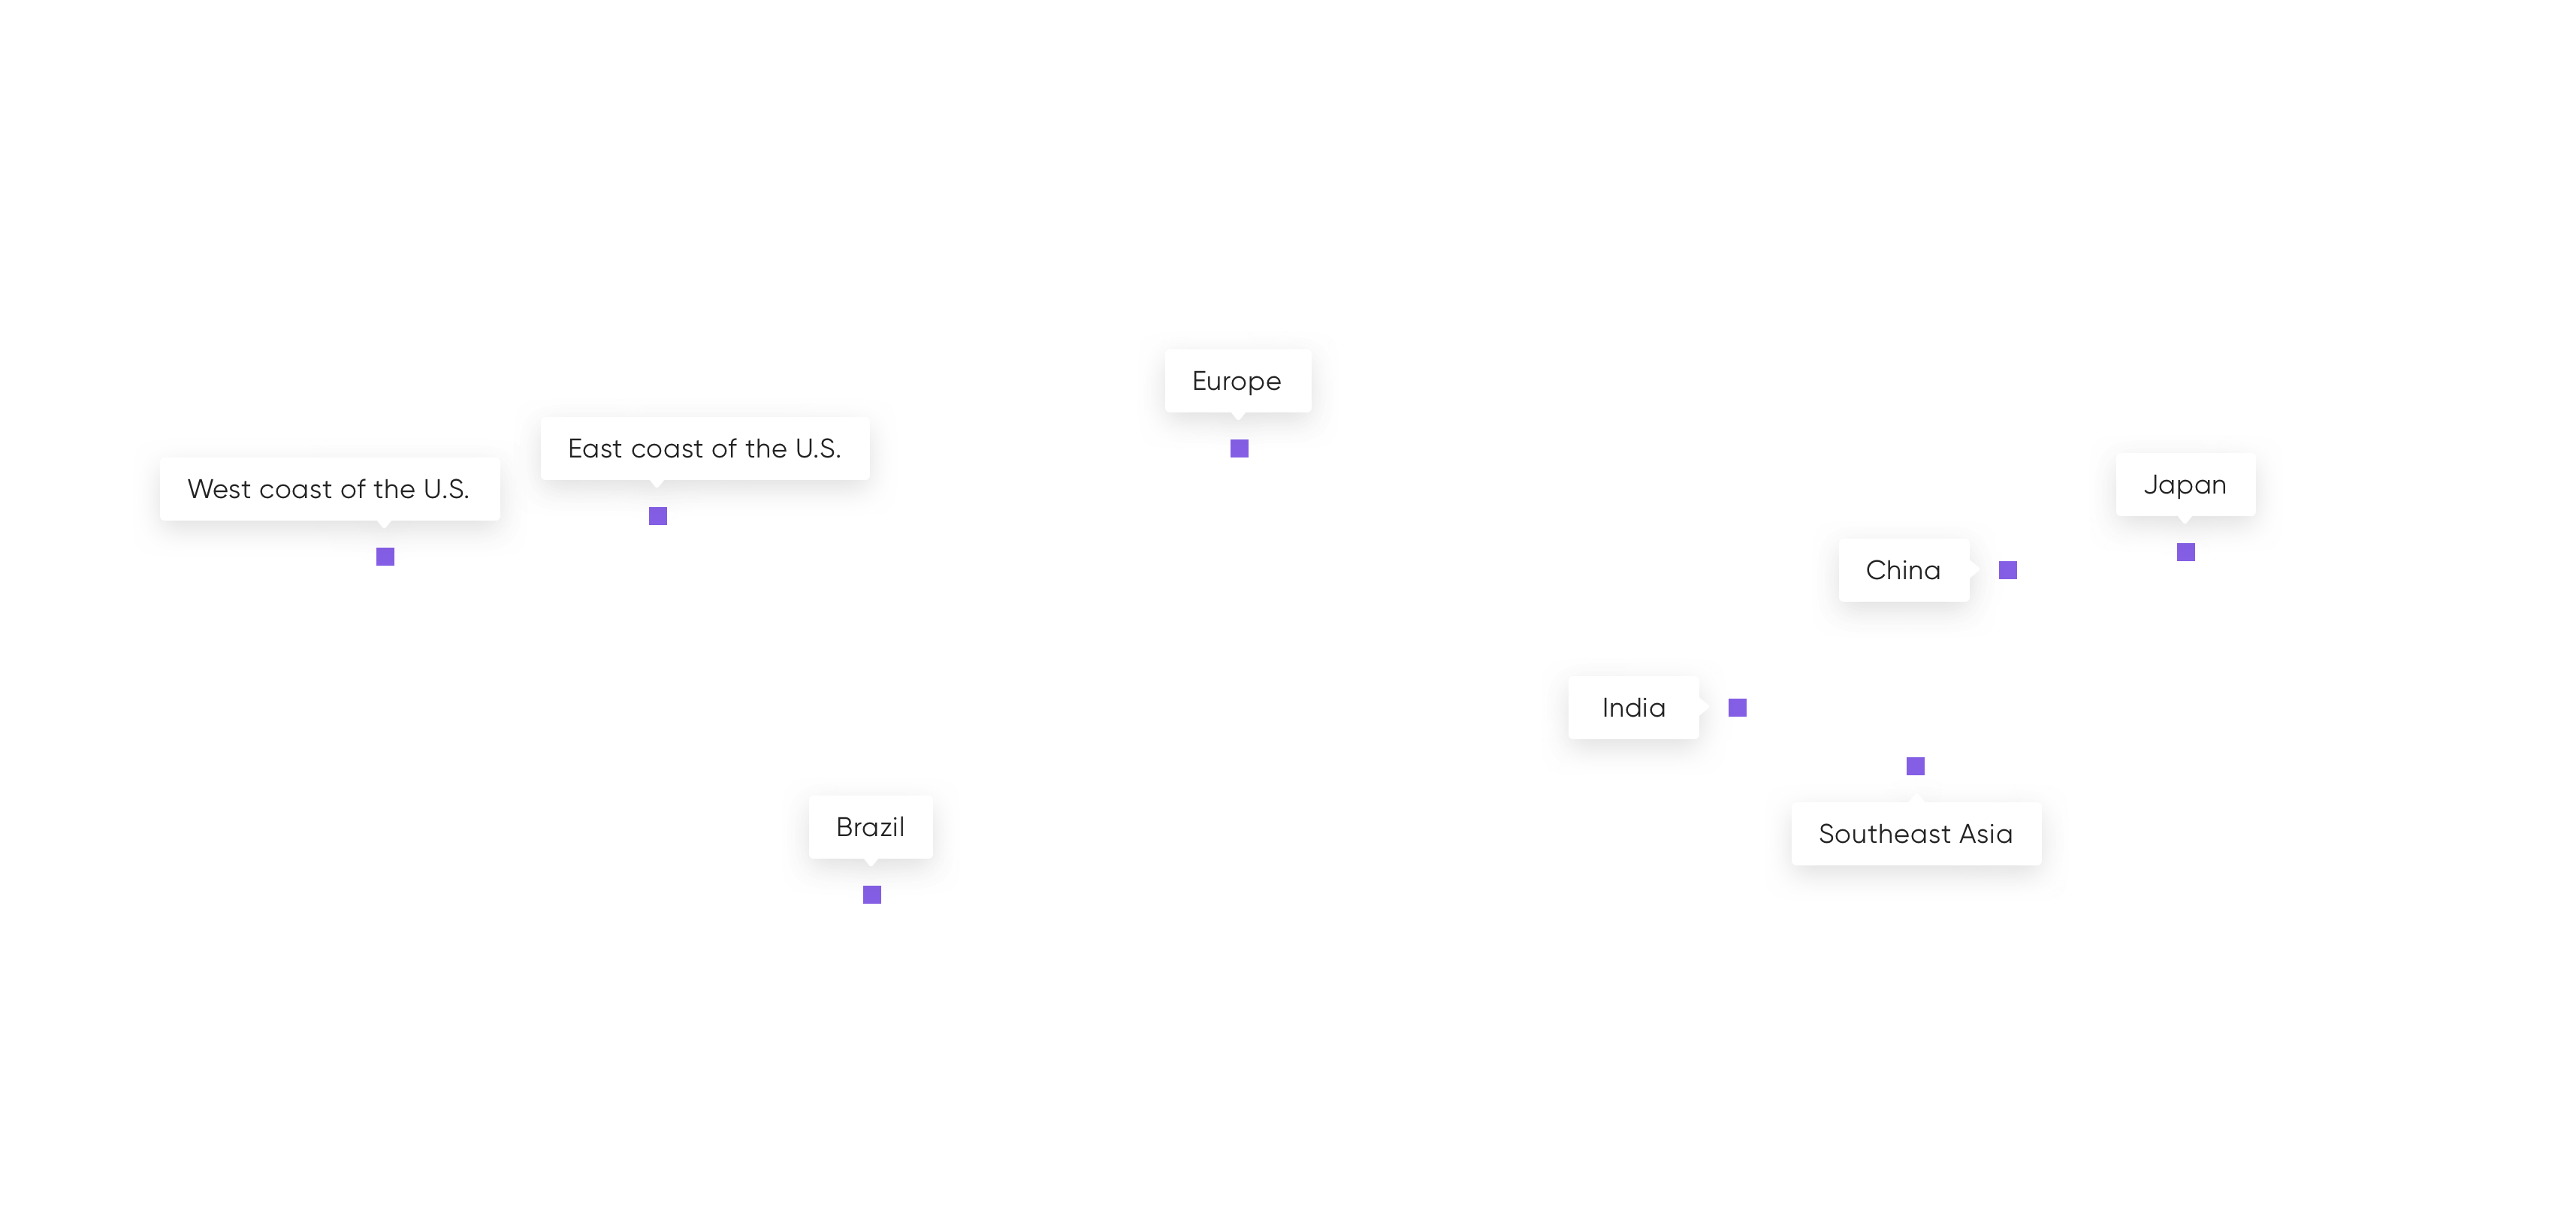 Europe
East coast of the U.S.
West coast of the U.S.
Japan
China
India
Brazil
Southeast Asia